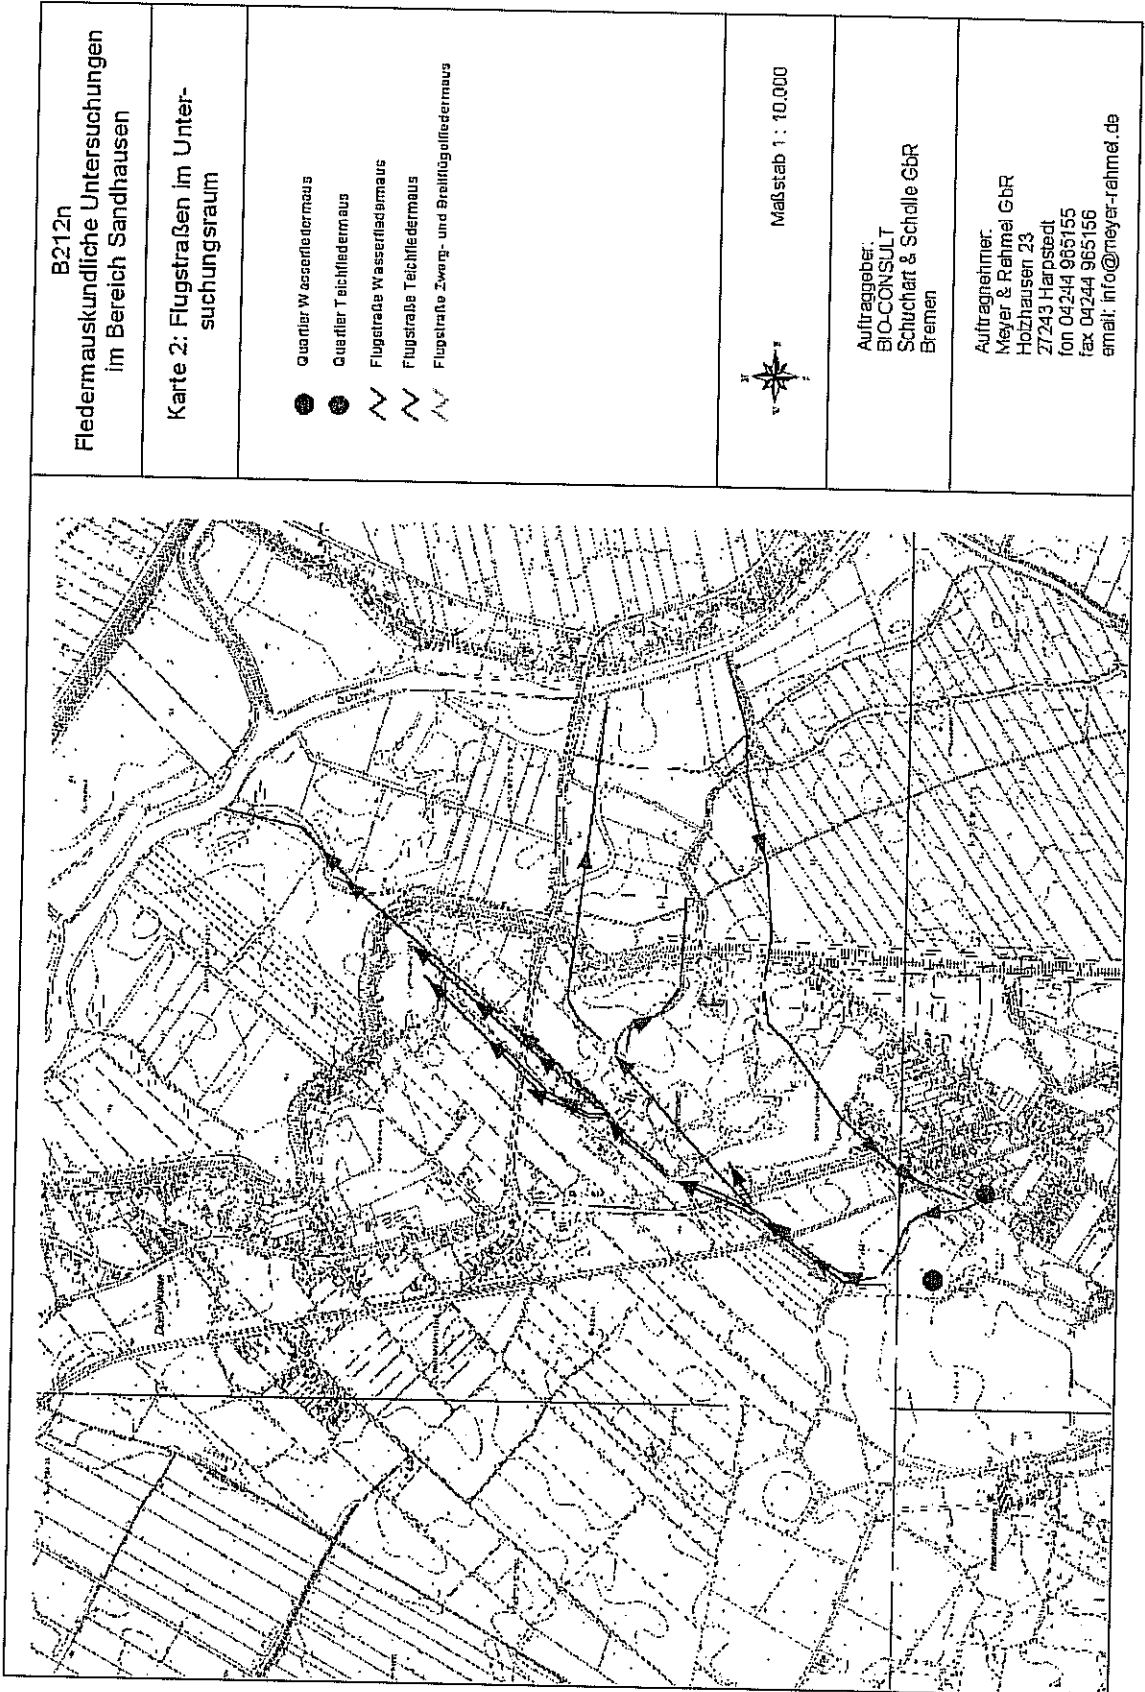 B212n
Fledermauskundliche Untersuchungen
im Bereich Sandhausen
Karte 2: Flugstraßen im Unter-
suchungsraum
Quartier Wasserfledermaus
Quartier Teichfledermaus
Flugstraße Wasserfledermaus
Flugstraße Teichfledermaus
Flugstraße Zwerg- und Breitflügelfledermaus
N
W
Maßstab 1 : 10.000
Auftraggeber:
BIO-CONSULT
Schuchart & Scholle GbR
Bremen
Auftragnehmer:
Meyer & Rahmel GbR
Holzhausen 23
27243 Harpstedt
fon 04244 965155
fax 04244 965156
email: info@meyer-rahmel.de